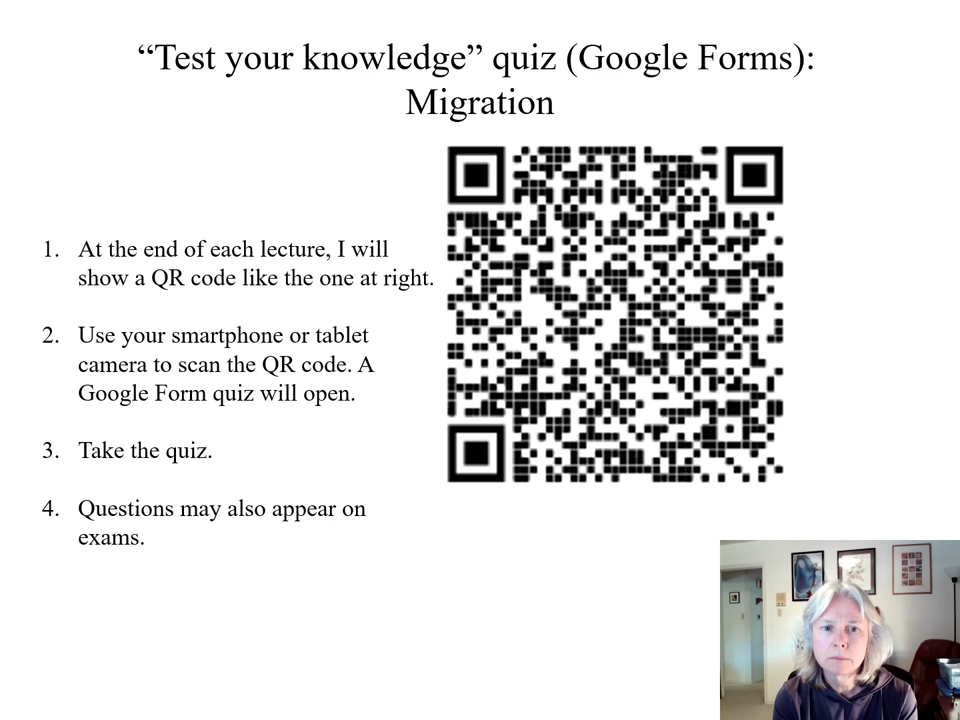 “Test your knowledge” quiz (Google Forms):
Migration
1. At the end of each lecture, I will
show a QR code like the one at right.
2. Use your smartphone or tablet
camera to scan the QR code. A
Google Form quiz will open.
3. Take the quiz.
4. Questions may also appear on
exams.